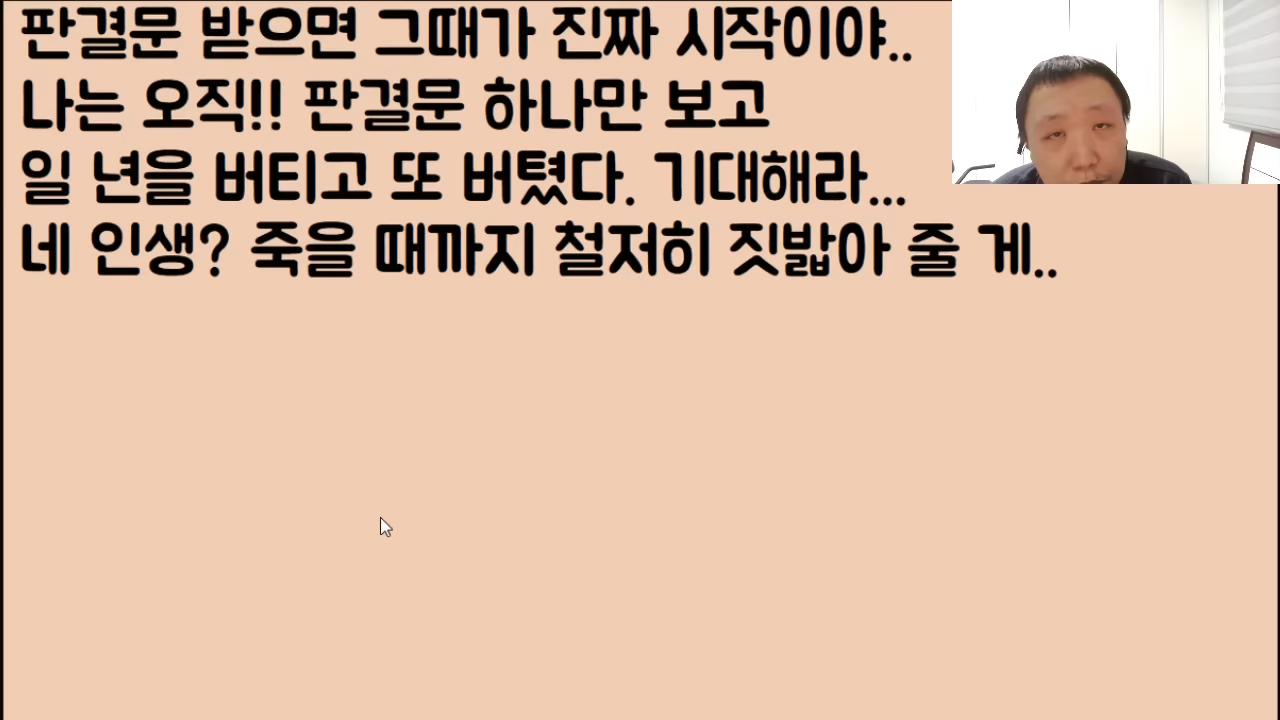 판결문 받으면 그때가 진짜 시작이야..
나는 오직!! 판결문 하나만 보고
일 년을 버티고 또 버텼다. 기대해라...
네 인생? 죽을 때까지 철저히 짓밟아 줄 게..